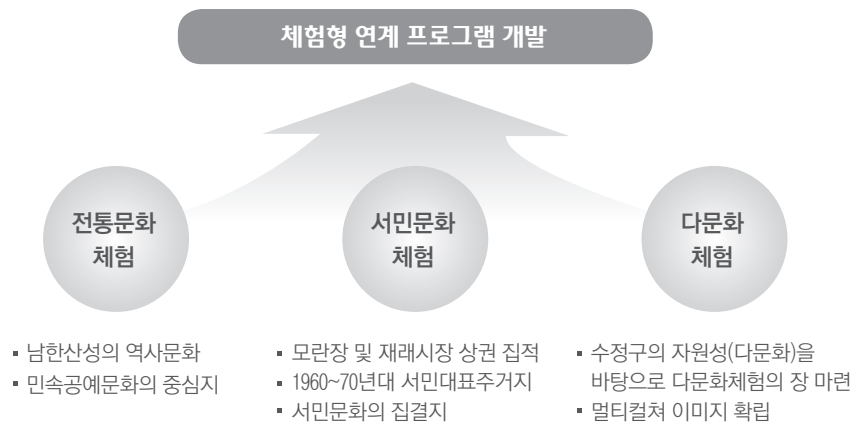 체험형 연계 프로그램 개발
전통문화
체험
서민문화
체험
다문화
체험
▪ 남한산성의 역사문화
▪ 민속공예문화의 중심지
▪ 모란장 및 재래시장 상권 집적
▪ 1960~70년대 서민대표주거지
▪ 서민문화의 집결지
▪ 수정구의 자원성(다문화)을
바탕으로 다문화체험의 장 마련
▪ 멀티컬쳐 이미지 확립